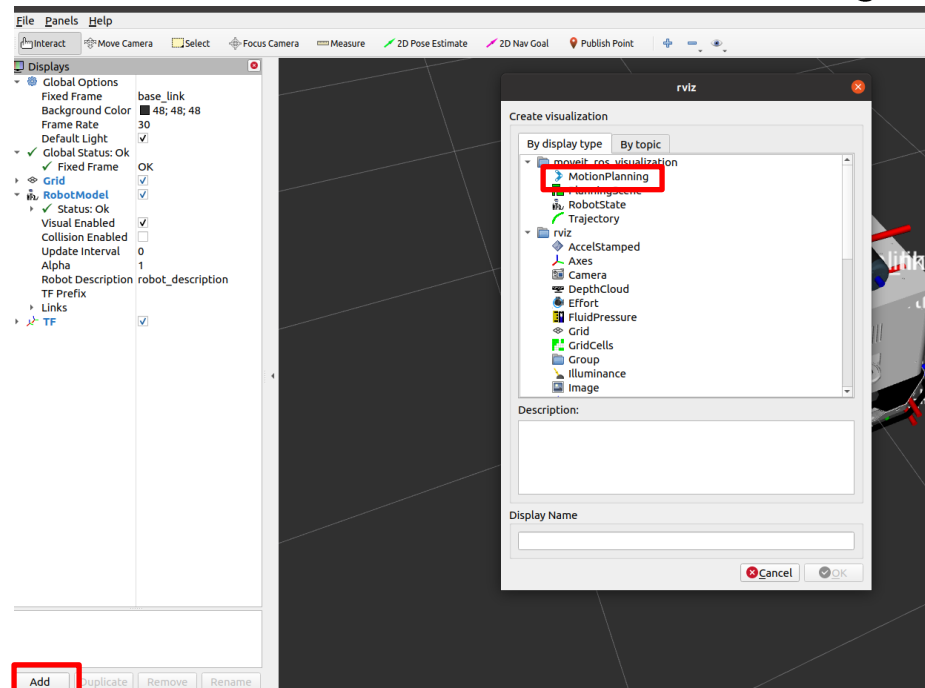 File Panels Help
Interact Move Camera Select Focus Camera Measure 2D Pose Estimate 2D Nav Goal Publish Point
Displays
Global Options
Fixed Frame base_link
Background Color 48; 48; 48
Frame Rate 30
Default Light
Global Status: Ok
Fixed Frame OK
Grid
RobotModel
Status: Ok
Visual Enabled
Collision Enabled
Update Interval 0
Alpha 1
Robot Description robot_description
TF Prefix
Links
TF
Add Duplicate Remove Rename
rviz
Create visualization
By display type By topic
moveit_ros_visualization
MotionPlanning
PlanningScene
RobotState
Trajectory
rviz
AccelStamped
Axes
Camera
DepthCloud
Effort
FluidPressure
Grid
GridCells
Group
Illuminance
Image
Description:
Display Name
Cancel OK